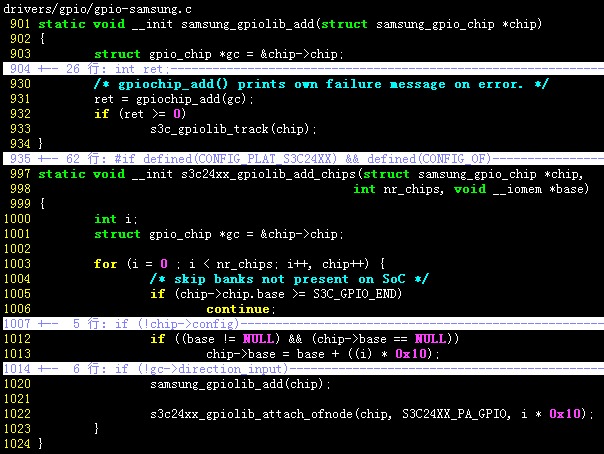 drivers/gpio/gpio-samsung.c
901 static void __init samsung_gpiolib_add(struct samsung_gpio_chip *chip)
902 {
903         struct gpio_chip *gc = &chip->chip;
904 +-- 26 行: int ret;
930         /* gpiochip_add() prints own failure message on error. */
931         ret = gpiochip_add(gc);
932         if (ret >= 0)
933                 s3c_gpiolib_track(chip);
934 }
935 +-- 62 行: #if defined(CONFIG_PLAT_S3C24XX) && defined(CONFIG_OF)
997 static void __init s3c24xx_gpiolib_add_chips(struct samsung_gpio_chip *chip,
998                                              int nr_chips, void __iomem *base)
999 {
1000         int i;
1001         struct gpio_chip *gc = &chip->chip;
1002
1003         for (i = 0 ; i < nr_chips; i++, chip++) {
1004                 /* skip banks not present on SoC */
1005                 if (chip->chip.base >= S3C_GPIO_END)
1006                         continue;
1007 +--  5 行: if (!chip->config)
1012                 if ((base != NULL) && (chip->base == NULL))
1013                         chip->base = base + ((i) * 0x10);
1014 +--  6 行: if (!gc->direction_input)
1020                 samsung_gpiolib_add(chip);
1021
1022                 s3c24xx_gpiolib_attach_ofnode(chip, S3C24XX_PA_GPIO, i * 0x10);
1023         }
1024 }